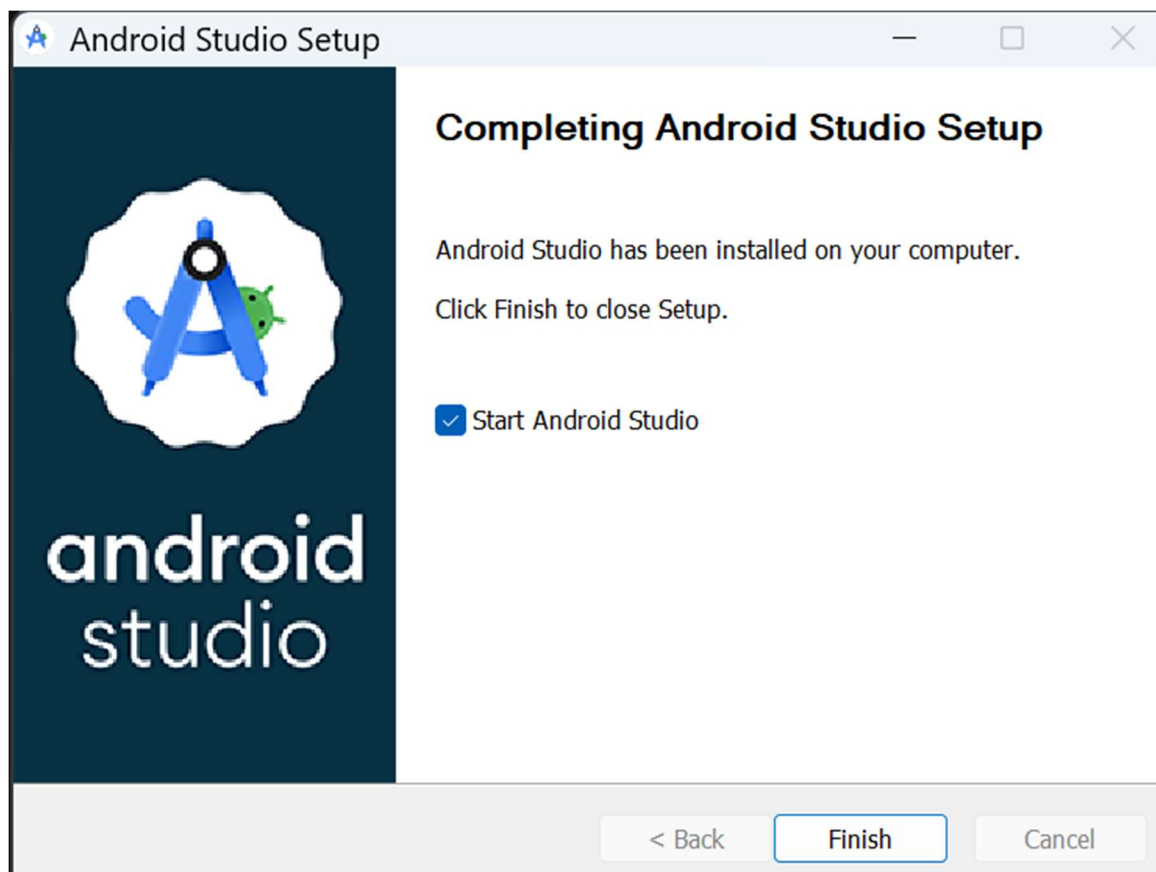 Android Studio Setup
Completing Android Studio Setup
Android Studio has been installed on your computer.
Click Finish to close Setup.
Start Android Studio
android
studio
< Back
Finish
Cancel